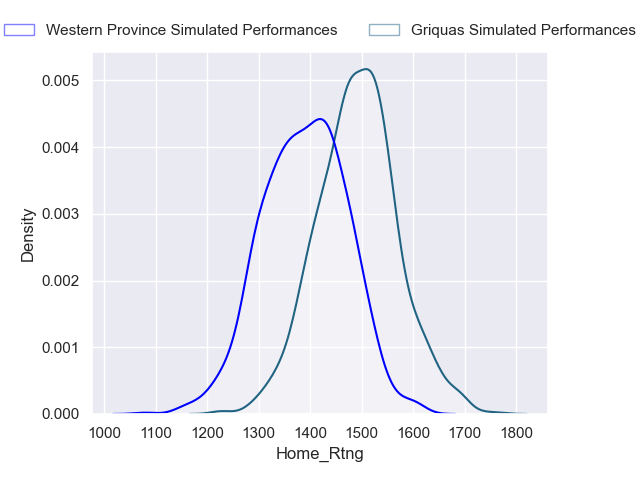 Western Province Simulated Performances Griquas Simulated Performances
0.005
0.004
0.003
0.002
0.001
0.000
Density
1000 1100 1200 1300 1400 1500 1600 1700 1800
Home_Rtng